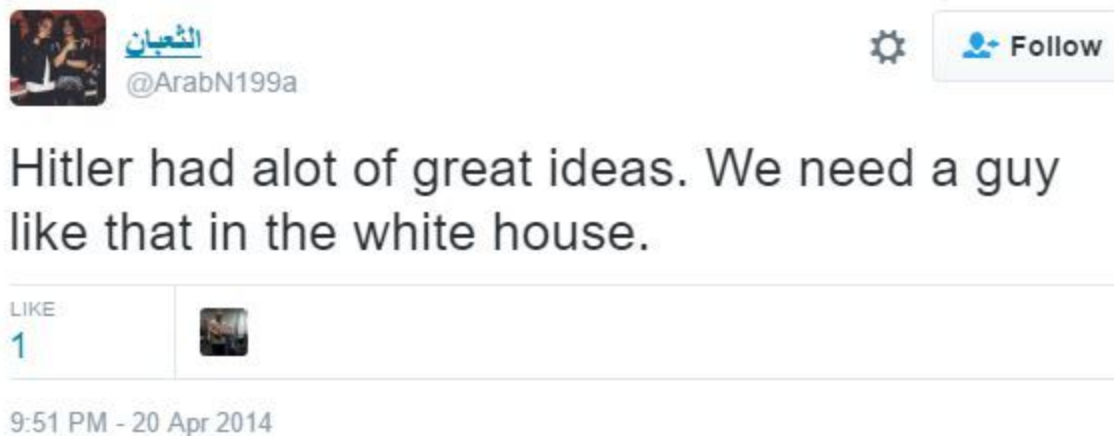 الثعبان
Follow
@ArabN199a
Hitler had alot of great ideas. We need a guy
like that in the white house.
LIKE
1
9:51 PM - 20 Apr 2014